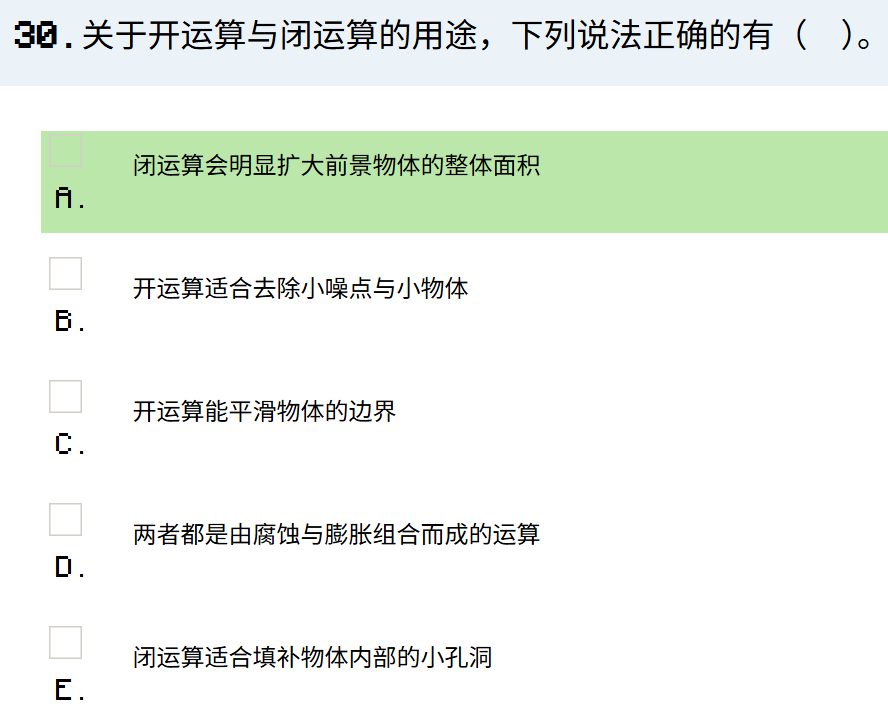 30.关于开运算与闭运算的用途，下列说法正确的有（　）。
闭运算会明显扩大前景物体的整体面积
A.
开运算适合去除小噪点与小物体
B.
开运算能平滑物体的边界
C.
两者都是由腐蚀与膨胀组合而成的运算
D.
闭运算适合填补物体内部的小孔洞
E.